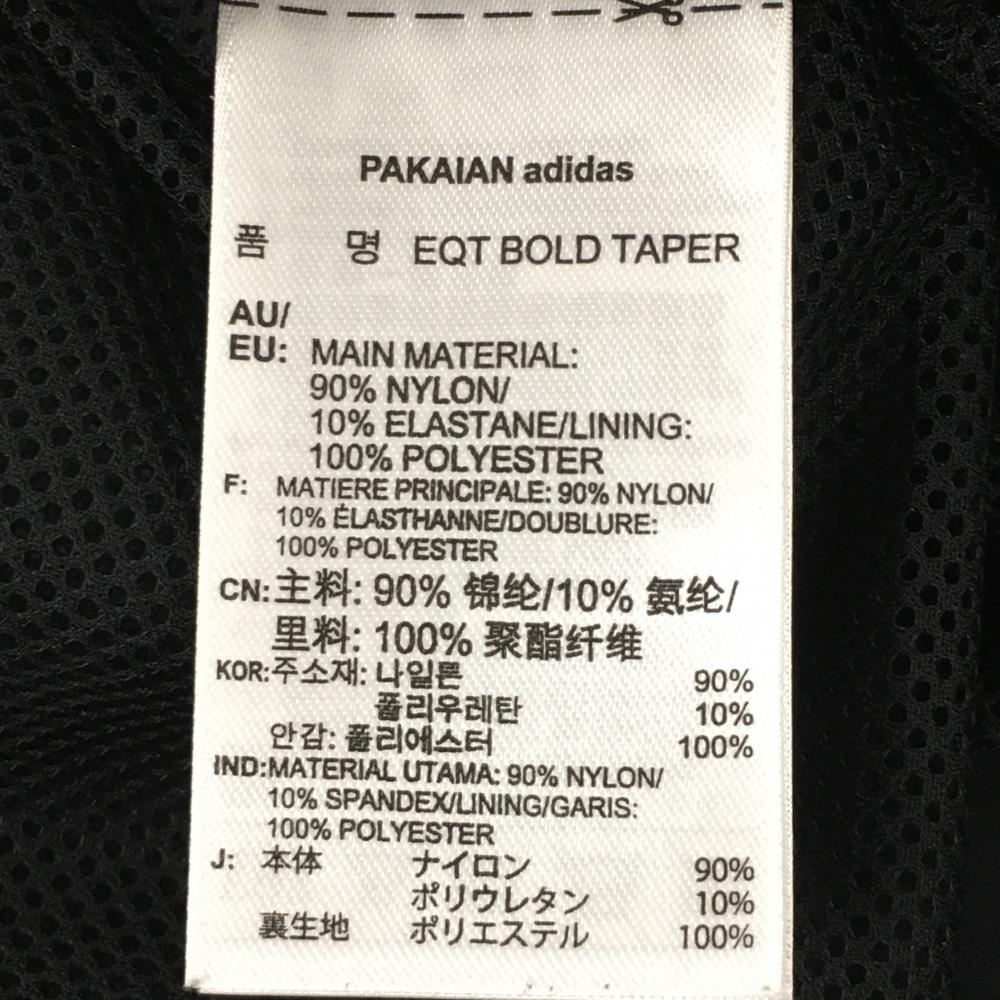 PAKAIAN adidas
품 명 EQT BOLD TAPER
AU/
EU: MAIN MATERIAL:
90% NYLON/
10% ELASTANE/LINING:
100% POLYESTER
F: MATIERE PRINCIPALE: 90% NYLON/
10% ÉLASTHANNE/DOUBLURE:
100% POLYESTER
CN: 主料: 90% 锦纶/10% 氨纶/
里料: 100% 聚酯纤维
KOR: 주소재: 나일론 90%
폴리우레탄 10%
안감: 폴리에스터 100%
IND:MATERIAL UTAMA: 90% NYLON/
10% SPANDEX/LINING/GARIS:
100% POLYESTER
J: 本体 ナイロン 90%
ポリウレタン 10%
裏生地 ポリエステル 100%